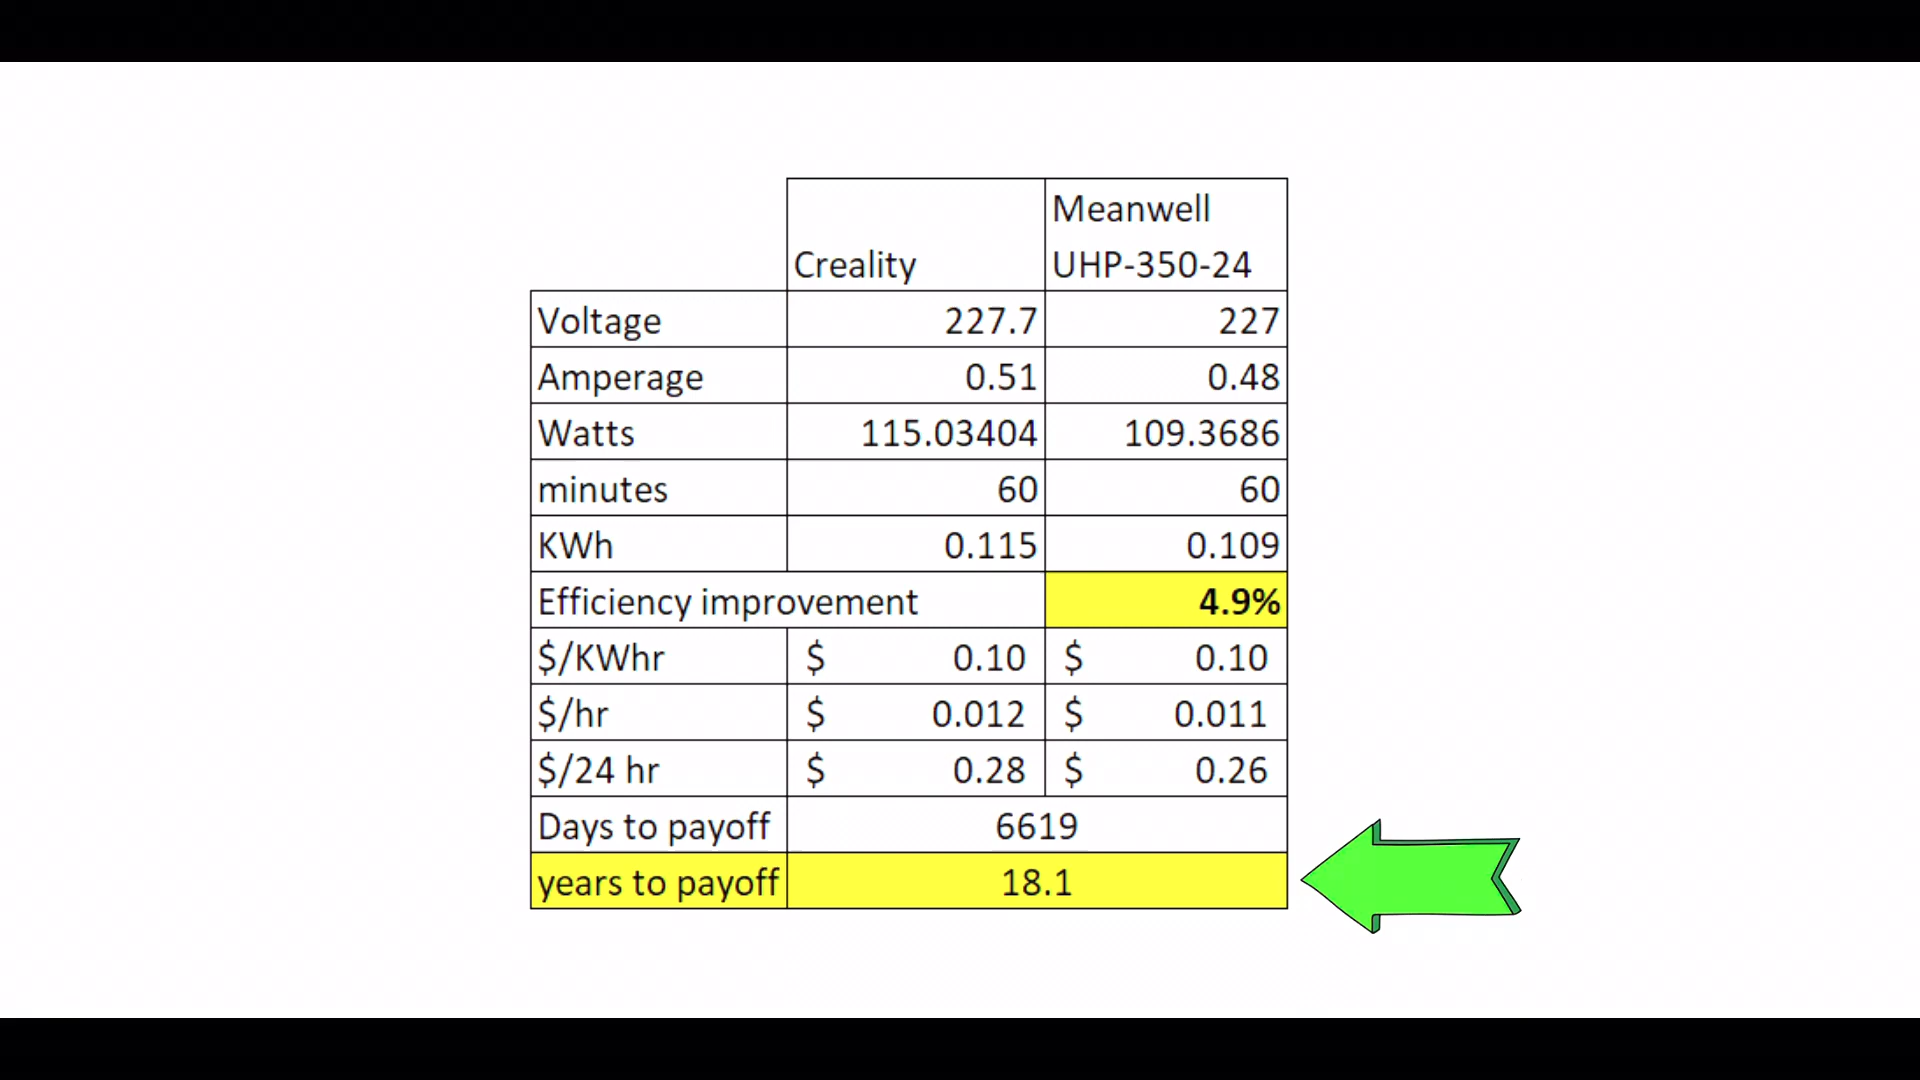 Meanwell
Creality UHP-350-24
Voltage 227.7 227
Amperage 0.51 0.48
Watts 115.03404 109.3686
minutes 60 60
KWh 0.115 0.109
Efficiency improvement 4.9%
$/KWhr $ 0.10 $ 0.10
$/hr $ 0.012 $ 0.011
$/24 hr $ 0.28 $ 0.26
Days to payoff 6619
years to payoff 18.1